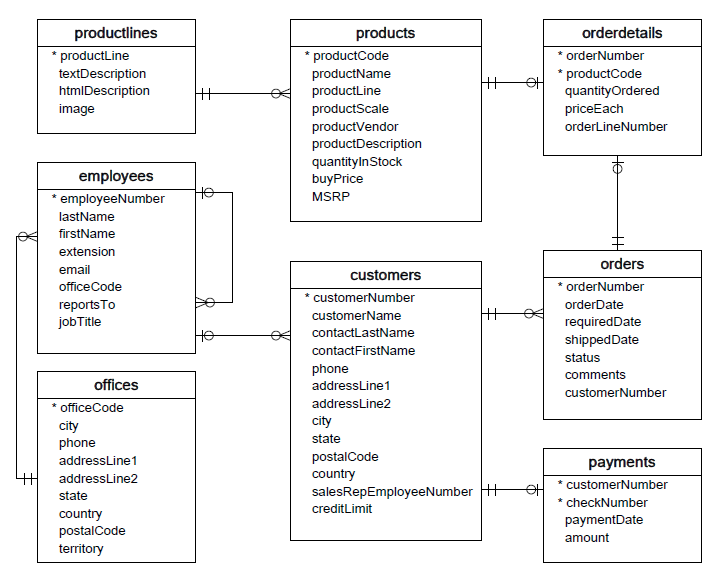 productlines
* productLine
textDescription
htmlDescription
image
products
* productCode
productName
productLine
productScale
productVendor
productDescription
quantityInStock
buyPrice
MSRP
orderdetails
* orderNumber
* productCode
quantityOrdered
priceEach
orderLineNumber
employees
* employeeNumber
lastName
firstName
extension
email
officeCode
reportsTo
jobTitle
customers
* customerNumber
customerName
contactLastName
contactFirstName
phone
addressLine1
addressLine2
city
state
postalCode
country
salesRepEmployeeNumber
creditLimit
orders
* orderNumber
orderDate
requiredDate
shippedDate
status
comments
customerNumber
offices
* officeCode
city
phone
addressLine1
addressLine2
state
country
postalCode
territory
payments
* customerNumber
* checkNumber
paymentDate
amount